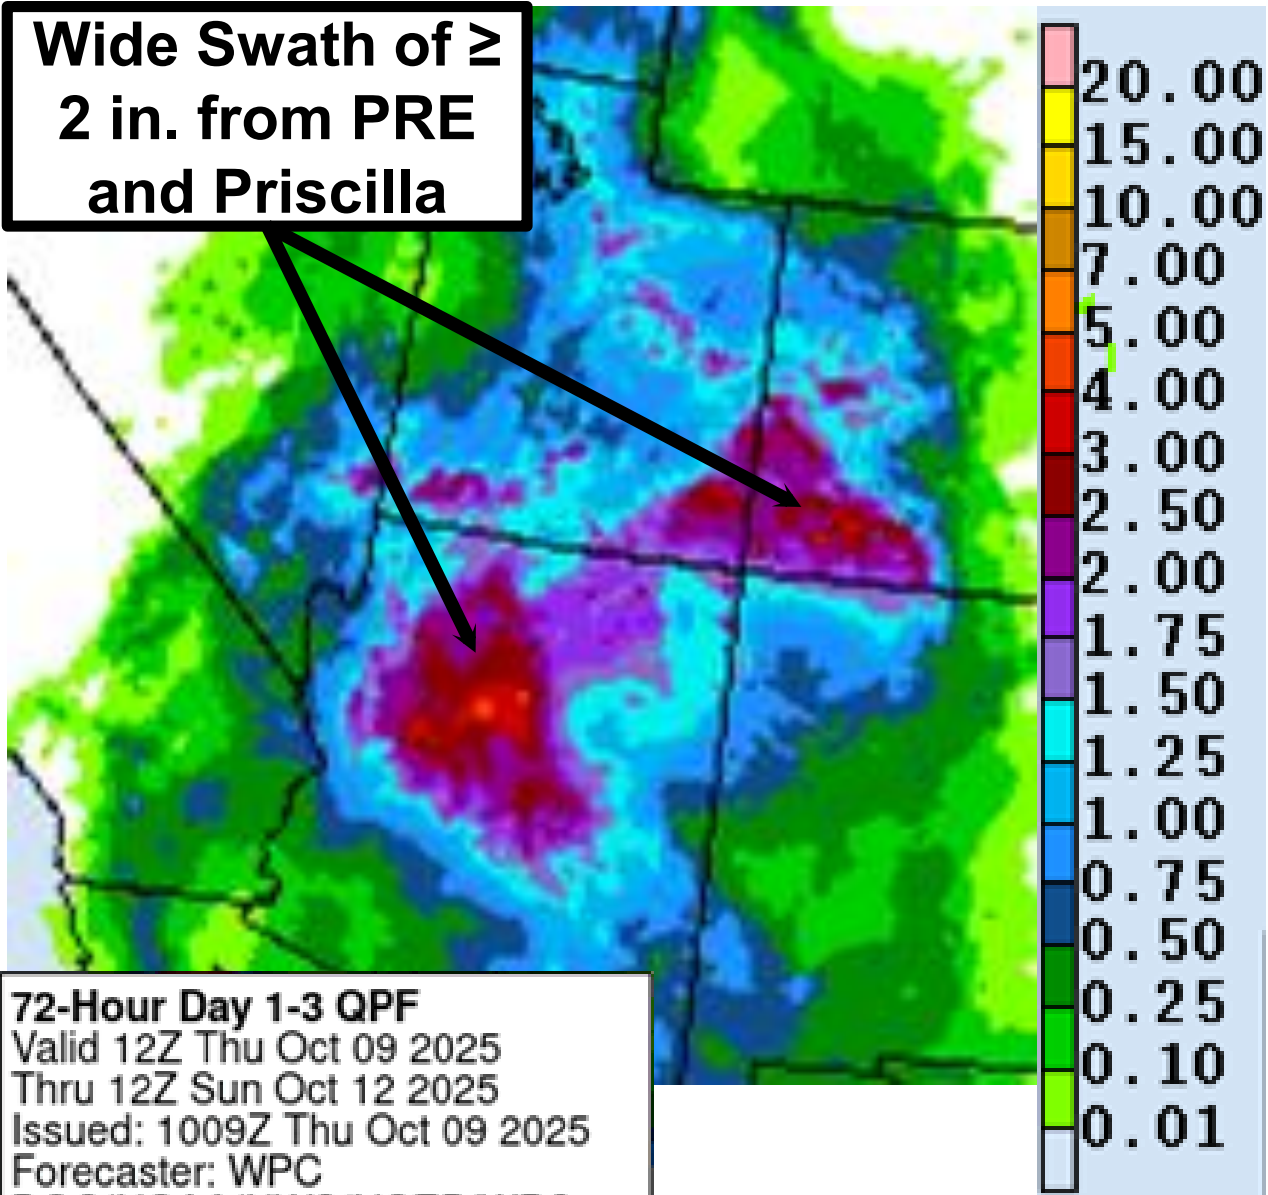 Wide Swath of ≥
2 in. from PRE
and Priscilla
20.00
15.00
10.00
7.00
5.00
4.00
3.00
2.50
2.00
1.75
1.50
1.25
1.00
0.75
0.50
0.25
0.10
0.01
72-Hour Day 1-3 QPF
Valid 12Z Thu Oct 09 2025
Thru 12Z Sun Oct 12 2025
Issued: 1009Z Thu Oct 09 2025
Forecaster: WPC